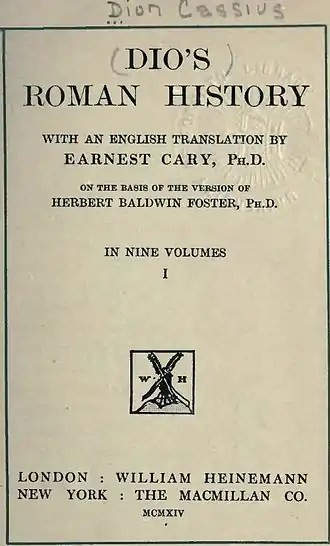 Dion Cassius
(DIO'S)
ROMAN HISTORY
WITH AN ENGLISH TRANSLATION BY
EARNEST CARY, PH.D.
ON THE BASIS OF THE VERSION OF
HERBERT BALDWIN FOSTER, PH.D.
IN NINE VOLUMES
I
W H
LONDON : WILLIAM HEINEMANN
NEW YORK : THE MACMILLAN CO.
MCMXIV